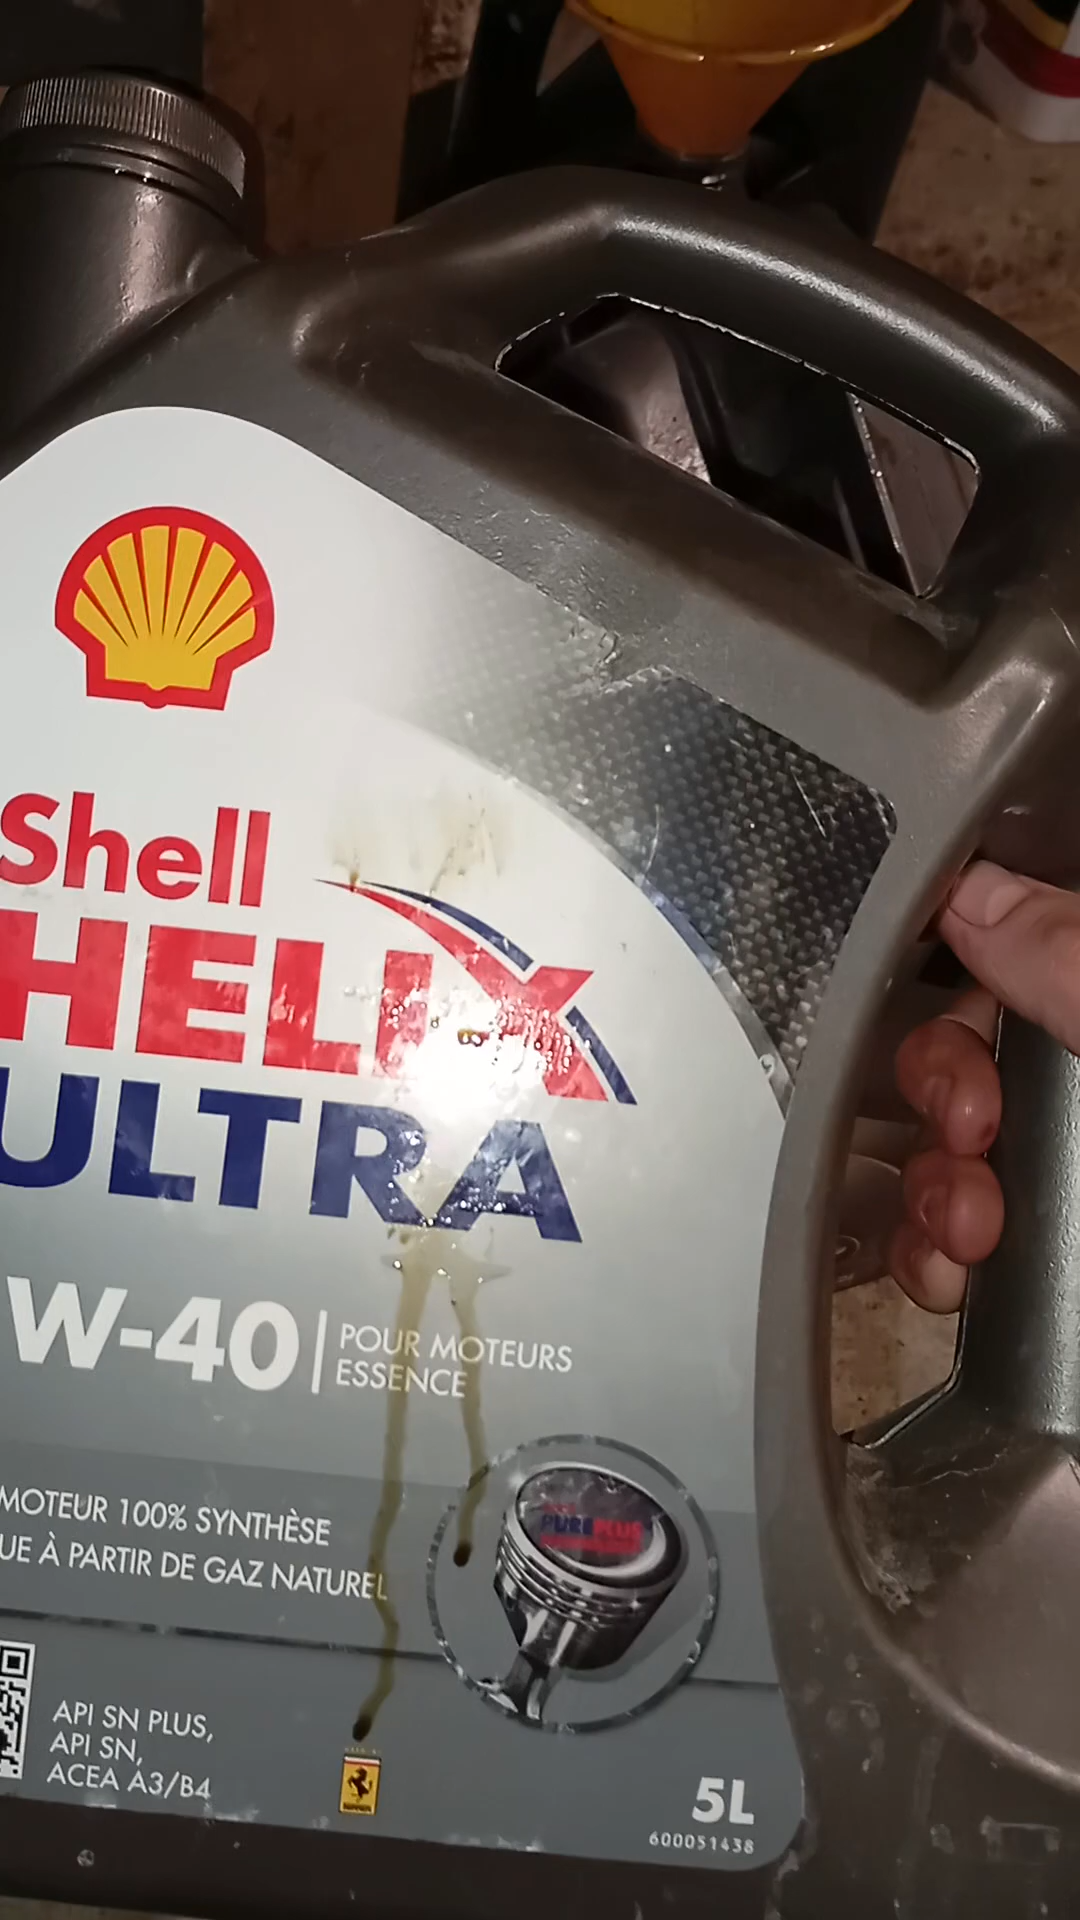 Shell
HELIX
ULTRA
W-40
POUR MOTEURS
ESSENCE
MOTEUR 100% SYNTHÈSE
UE À PARTIR DE GAZ NATUREL
PUREPLUS
API SN PLUS,
API SN,
ACEA A3/B4
5L
600051438